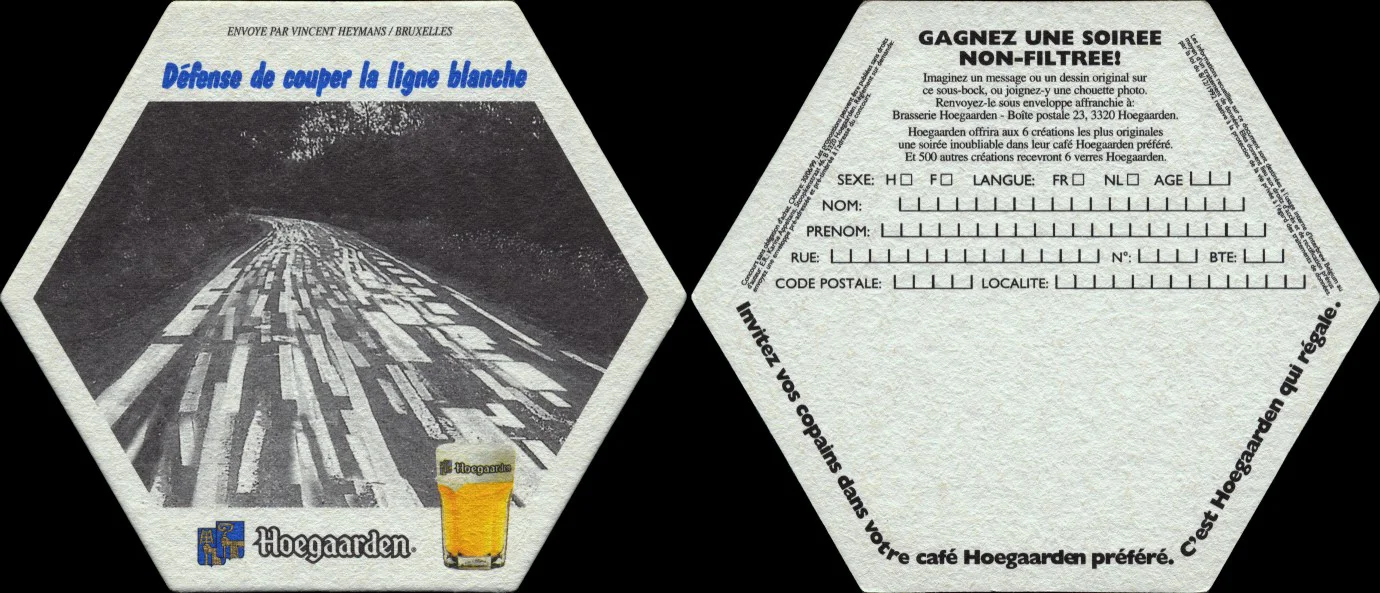 ENVOYE PAR VINCENT HEYMANS / BRUXELLES
Défense de couper la ligne blanche
Hoegaarden
Hoegaarden
GAGNEZ UNE SOIREE
NON-FILTREE!
Imaginez un message ou un dessin original sur
ce sous-bock, ou joignez-y une chouette photo.
Renvoyez-le sous enveloppe affranchie à:
Brasserie Hoegaarden - Boîte postale 23, 3320 Hoegaarden.
Hoegaarden offrira aux 6 créations les plus originales
une soirée inoubliable dans leur café Hoegaarden préféré.
Et 500 autres créations recevront 6 verres Hoegaarden.
SEXE: H F LANGUE: FR NL AGE
NOM:
PRENOM:
RUE: N°: BTE:
CODE POSTALE: LOCALITE:
Invitez vos copains dans votre café Hoegaarden préféré.
C'est Hoegaarden qui régale.